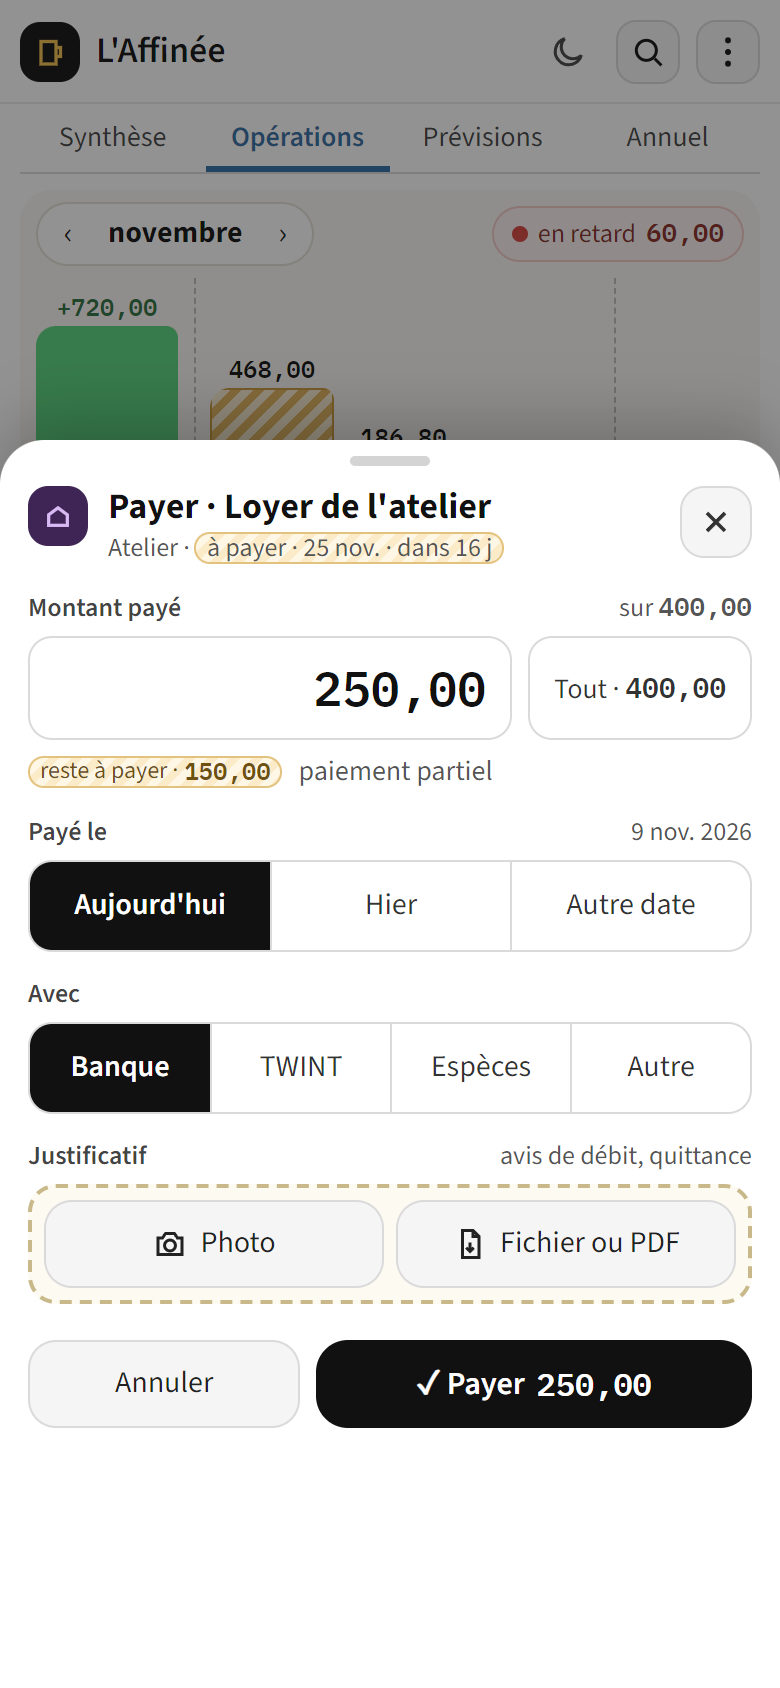 L'Affinée
Synthèse Opérations Prévisions Annuel
‹ novembre › en retard 60,00
+720,00
468,00
186,80
Payer · Loyer de l'atelier
Atelier · à payer · 25 nov. · dans 16 j
Montant payé sur 400,00
250,00 Tout · 400,00
reste à payer · 150,00 paiement partiel
Payé le 9 nov. 2026
Aujourd'hui Hier Autre date
Avec
Banque TWINT Espèces Autre
Justificatif avis de débit, quittance
Photo Fichier ou PDF
Annuler ✓ Payer 250,00